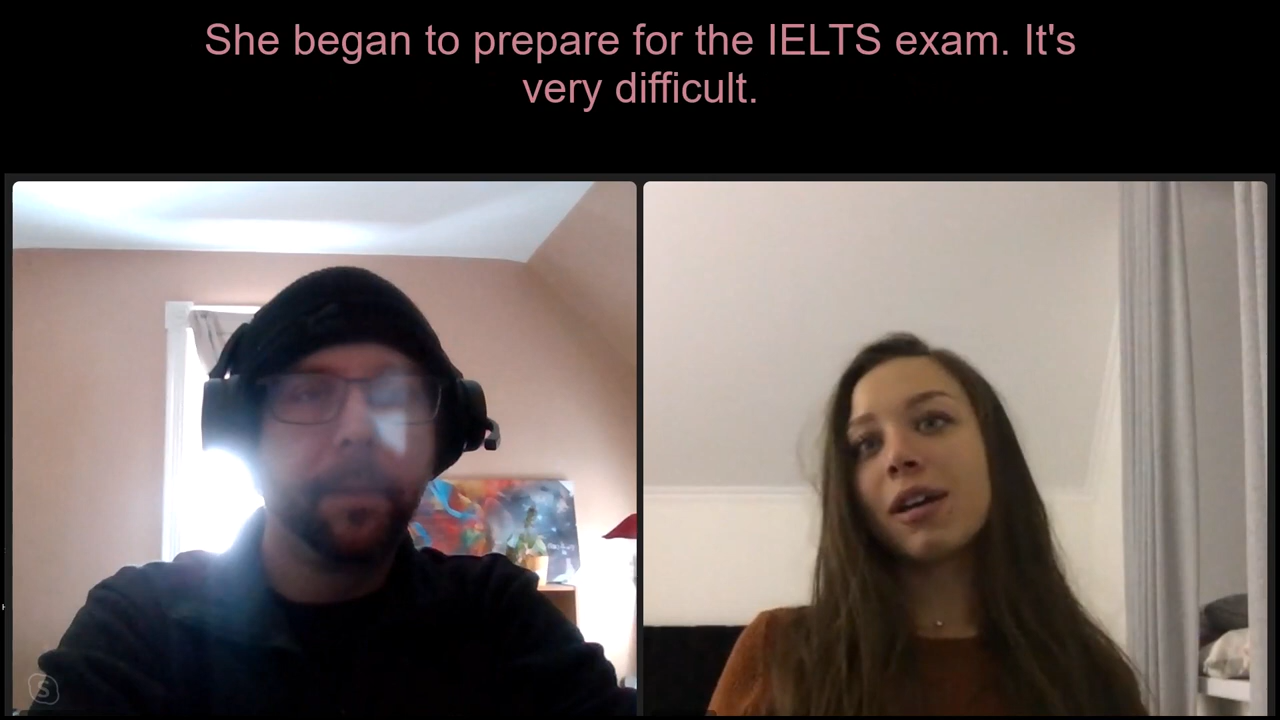 She began to prepare for the IELTS exam. It's
very difficult.